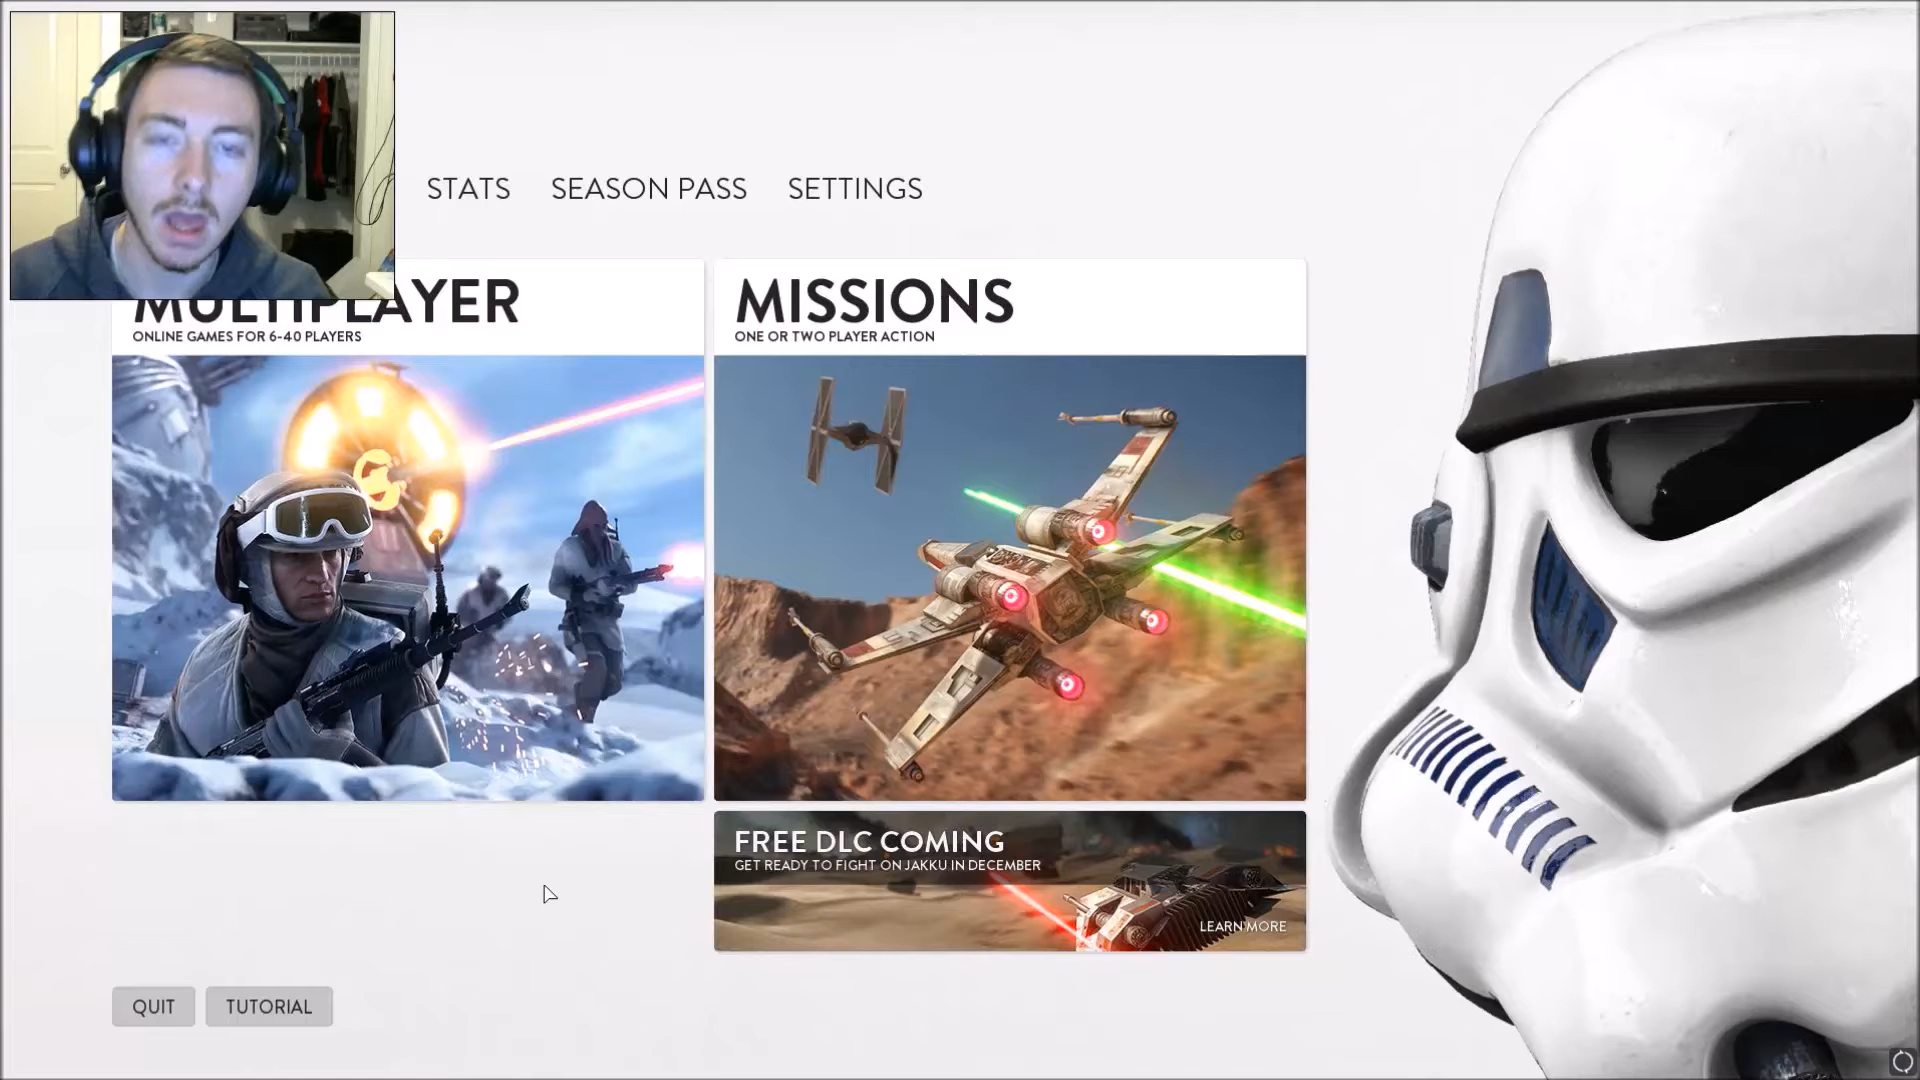 STATS SEASON PASS SETTINGS
MULTIPLAYER
ONLINE GAMES FOR 6-40 PLAYERS
MISSIONS
ONE OR TWO PLAYER ACTION
FREE DLC COMING
GET READY TO FIGHT ON JAKKU IN DECEMBER
LEARN MORE
QUIT TUTORIAL